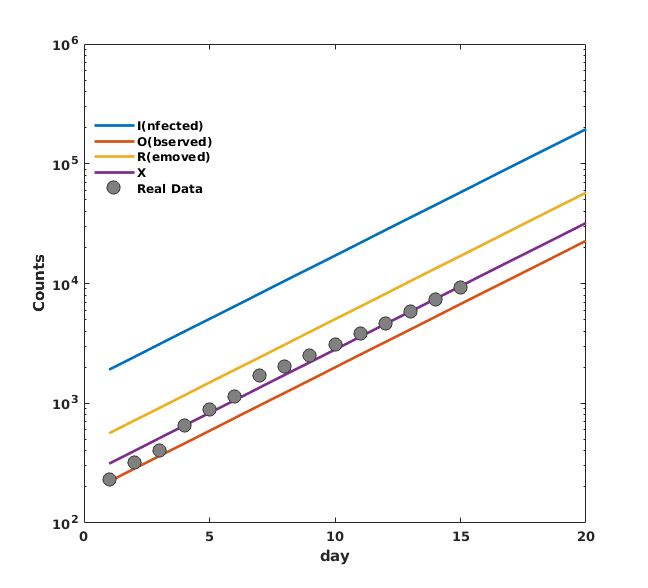 10^6
10^5
10^4
10^3
10^2
Counts
I(nfected)
O(bserved)
R(emoved)
X
Real Data
0 5 10 15 20
day